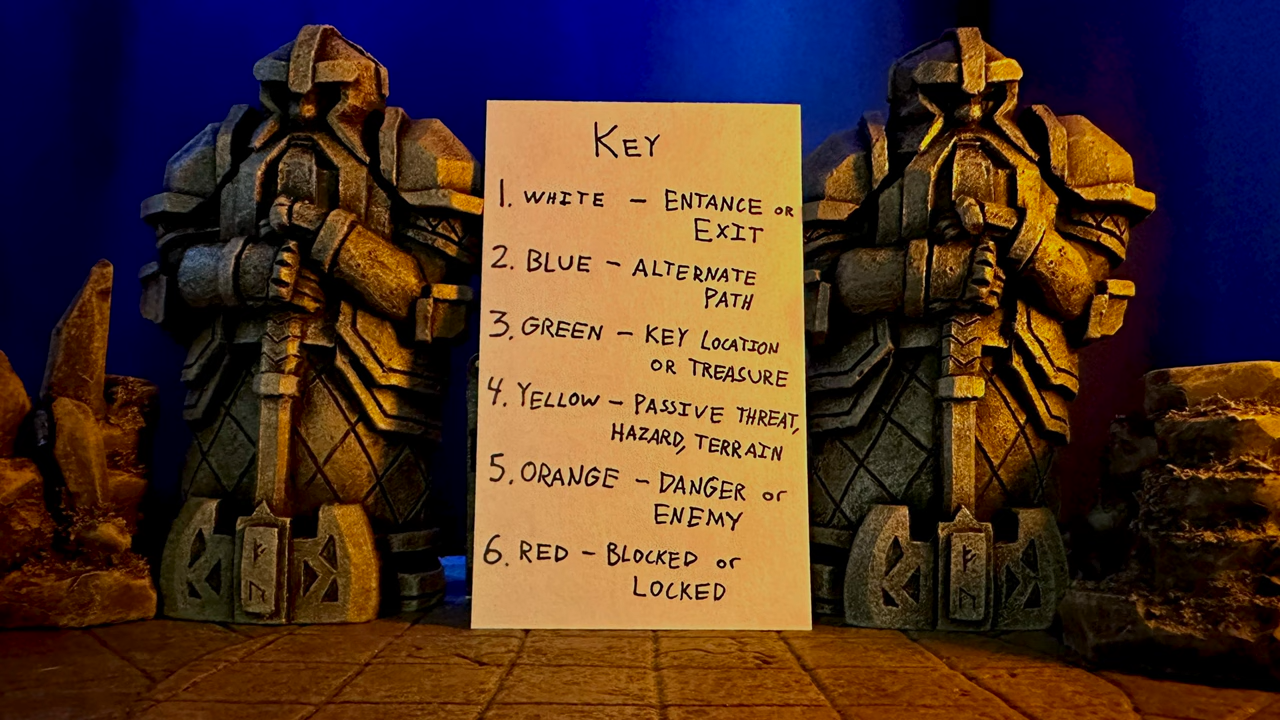 KEY
1. WHITE – ENTANCE or
EXIT
2. BLUE – ALTERNATE
PATH
3. GREEN – KEY LOCATION
OR TREASURE
4. YELLOW – PASSIVE THREAT,
HAZARD, TERRAIN
5. ORANGE – DANGER or
ENEMY
6. RED – BLOCKED or
LOCKED